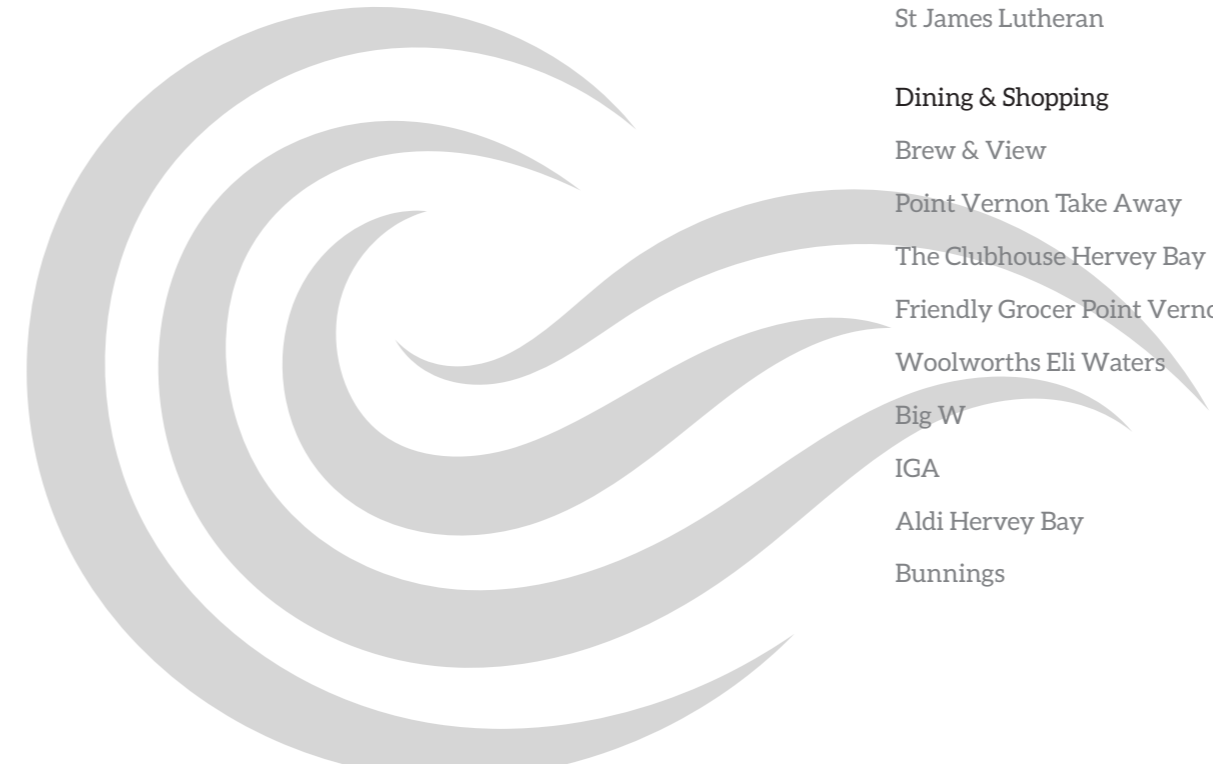 St James Lutheran
Dining & Shopping
Brew & View
Point Vernon Take Away
The Clubhouse Hervey Bay
Friendly Grocer Point Verno
Woolworths Eli Waters
Big W
IGA
Aldi Hervey Bay
Bunnings